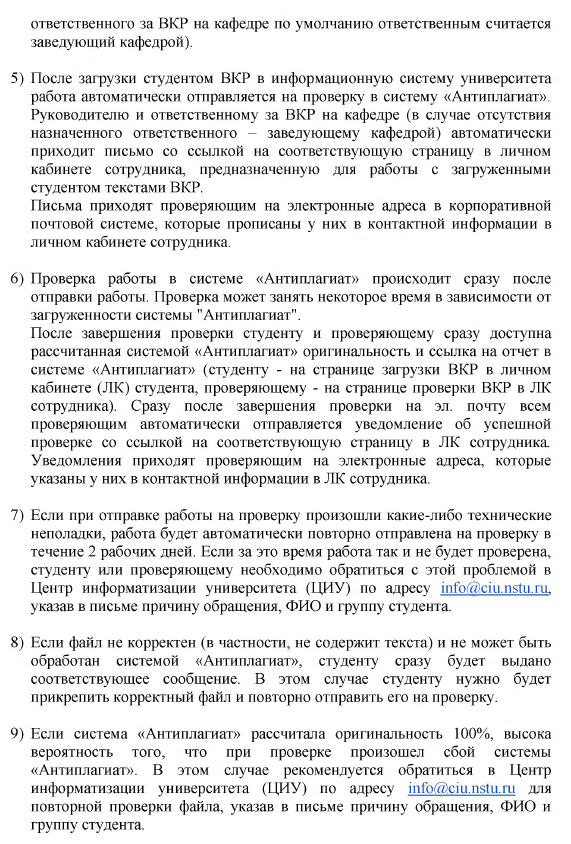 ответственного за ВКР на кафедре по умолчанию ответственным считается
заведующий кафедрой).
5) После загрузки студентом ВКР в информационную систему университета
работа автоматически отправляется на проверку в систему «Антиплагиат».
Руководителю и ответственному за ВКР на кафедре (в случае отсутствия
назначенного ответственного – заведующему кафедрой) автоматически
приходит письмо со ссылкой на соответствующую страницу в личном
кабинете сотрудника, предназначенную для работы с загруженными
студентом текстами ВКР.
Письма приходят проверяющим на электронные адреса в корпоративной
почтовой системе, которые прописаны у них в контактной информации в
личном кабинете сотрудника.
6) Проверка работы в системе «Антиплагиат» происходит сразу после
отправки работы. Проверка может занять некоторое время в зависимости от
загруженности системы "Антиплагиат".
После завершения проверки студенту и проверяющему сразу доступна
рассчитанная системой «Антиплагиат» оригинальность и ссылка на отчет в
системе «Антиплагиат» (студенту - на странице загрузки ВКР в личном
кабинете (ЛК) студента, проверяющему - на странице проверки ВКР в ЛК
сотрудника). Сразу после завершения проверки на эл. почту всем
проверяющим автоматически отправляется уведомление об успешной
проверке со ссылкой на соответствующую страницу в ЛК сотрудника.
Уведомления приходят проверяющим на электронные адреса, которые
указаны у них в контактной информации в ЛК сотрудника.
7) Если при отправке работы на проверку произошли какие-либо технические
неполадки, работа будет автоматически повторно отправлена на проверку в
течение 2 рабочих дней. Если за это время работа так и не будет проверена,
студенту или проверяющему необходимо обратиться с этой проблемой в
Центр информатизации университета (ЦИУ) по адресу info@ciu.nstu.ru,
указав в письме причину обращения, ФИО и группу студента.
8) Если файл не корректен (в частности, не содержит текста) и не может быть
обработан системой «Антиплагиат», студенту сразу будет выдано
соответствующее сообщение. В этом случае студенту нужно будет
прикрепить корректный файл и повторно отправить его на проверку.
9) Если система «Антиплагиат» рассчитала оригинальность 100%, высока
вероятность того, что при проверке произошел сбой системы
«Антиплагиат». В этом случае рекомендуется обратиться в Центр
информатизации университета (ЦИУ) по адресу info@ciu.nstu.ru для
повторной проверки файла, указав в письме причину обращения, ФИО и
группу студента.